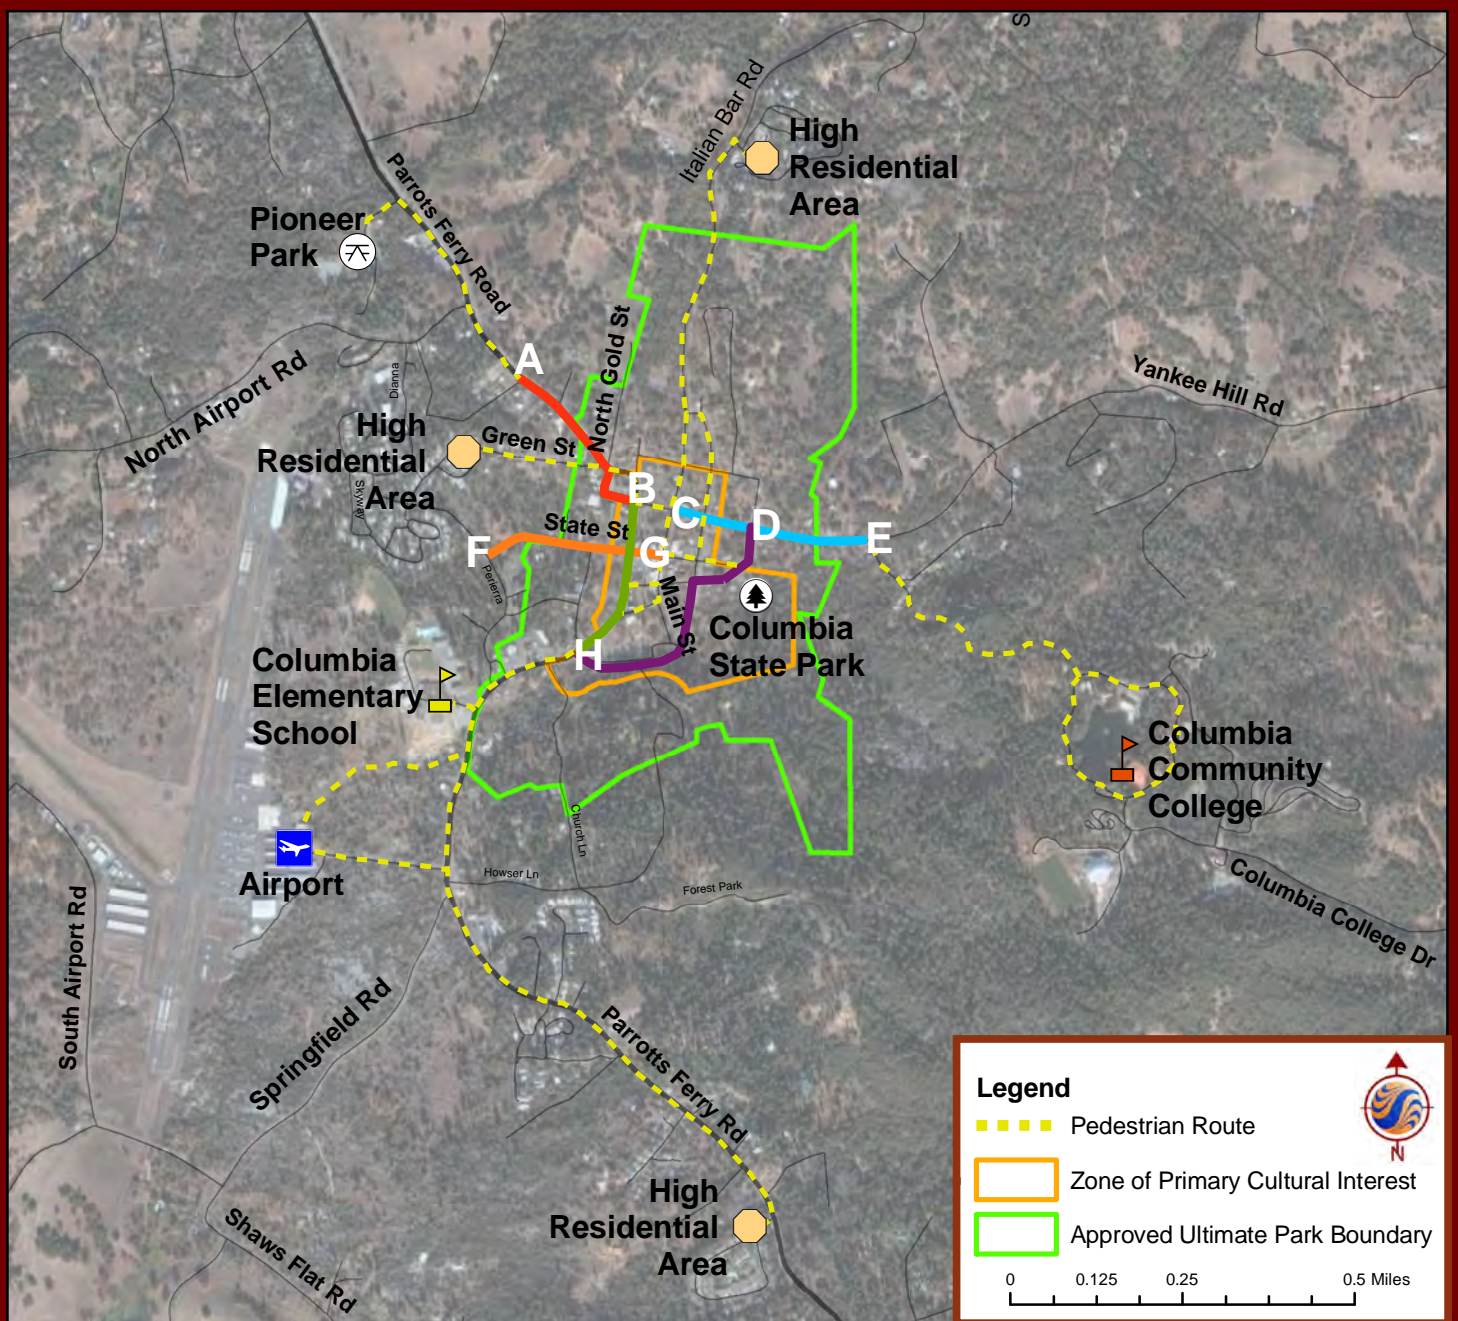 S
Italian Bar Rd
High
Residential
Area
Parrots Ferry Road
Pioneer
Park
North Gold St
A
Yankee Hill Rd
North Airport Rd
Dianna
High
Residential
Area
Green St
Skyway
B
C
D
E
State St
F
G
Perierra
Main St
Columbia
State Park
H
Columbia
Elementary
School
Columbia
Community
College
Church Ln
Airport
Howser Ln
Forest Park
Columbia College Dr
South Airport Rd
Springfield Rd
Parrotts Ferry Rd
High
Residential
Area
Shaws Flat Rd
Legend
Pedestrian Route
Zone of Primary Cultural Interest
Approved Ultimate Park Boundary
N
0 0.125 0.25 0.5 Miles